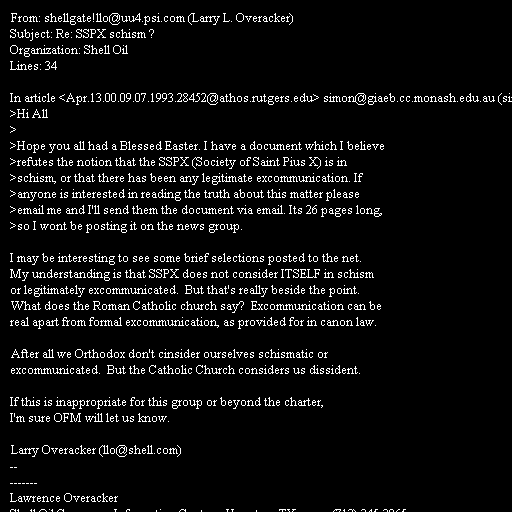 From: shellgate!llo@uu4.psi.com (Larry L. Overacker)
Subject: Re: SSPX schism ?
Organization: Shell Oil
Lines: 34

In article <Apr.13.00.09.07.1993.28452@athos.rutgers.edu> simon@giaeb.cc.monash.edu.au
>Hi All
>
>Hope you all had a Blessed Easter. I have a document which I believe
>refutes the notion that the SSPX (Society of Saint Pius X) is in
>schism, or that there has been any legitimate excommunication. If
>anyone is interested in reading the truth about this matter please
>email me and I'll send them the document via email. Its 26 pages long,
>so I wont be posting it on the news group.

I may be interesting to see some brief selections posted to the net.
My understanding is that SSPX does not consider ITSELF in schism
or legitimately excommunicated.  But that's really beside the point.
What does the Roman Catholic church say?  Excommunication can be
real apart from formal excommunication, as provided for in canon law.

After all we Orthodox don't cinsider ourselves schismatic or
excommunicated.  But the Catholic Church considers us dissident.

If this is inappropriate for this group or beyond the charter,
I'm sure OFM will let us know.

Larry Overacker (llo@shell.com)
--
-------
Lawrence Overacker